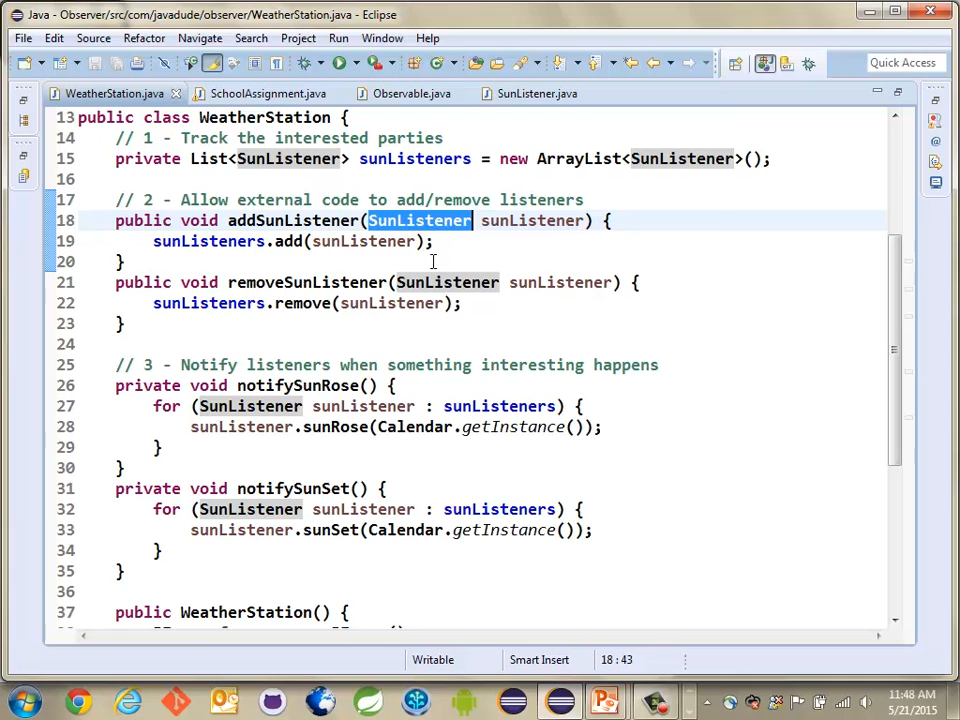 Java - Observer/src/com/javadude/observer/WeatherStation.java - Eclipse
File Edit Source Refactor Navigate Search Project Run Window Help
Quick Access
WeatherStation.java SchoolAssignment.java Observable.java SunListener.java
13 public class WeatherStation {
14 // 1 - Track the interested parties
15 private List<SunListener> sunListeners = new ArrayList<SunListener>();
16
17 // 2 - Allow external code to add/remove listeners
18 public void addSunListener(SunListener sunListener) {
19 sunListeners.add(sunListener);
20 }
21 public void removeSunListener(SunListener sunListener) {
22 sunListeners.remove(sunListener);
23 }
24
25 // 3 - Notify listeners when something interesting happens
26 private void notifySunRose() {
27 for (SunListener sunListener : sunListeners) {
28 sunListener.sunRose(Calendar.getInstance());
29 }
30 }
31 private void notifySunSet() {
32 for (SunListener sunListener : sunListeners) {
33 sunListener.sunSet(Calendar.getInstance());
34 }
35 }
36
37 public WeatherStation() {
Writable Smart Insert 18 : 43
11:48 AM
5/21/2015